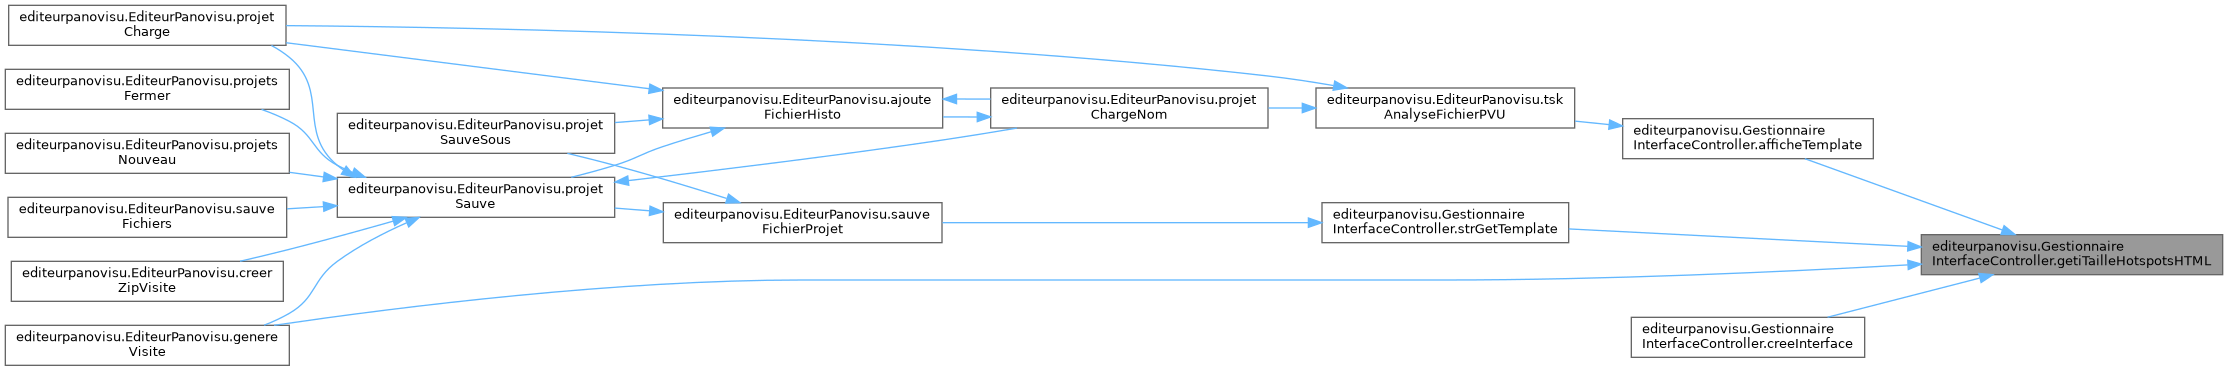 editeurpanovisu.EditeurPanovisu.projet
Charge
editeurpanovisu.EditeurPanovisu.projets
Fermer
editeurpanovisu.EditeurPanovisu.projets
Nouveau
editeurpanovisu.EditeurPanovisu.sauve
Fichiers
editeurpanovisu.EditeurPanovisu.creer
ZipVisite
editeurpanovisu.EditeurPanovisu.genere
Visite
editeurpanovisu.EditeurPanovisu.projet
SauveSous
editeurpanovisu.EditeurPanovisu.projet
Sauve
editeurpanovisu.EditeurPanovisu.ajoute
FichierHisto
editeurpanovisu.EditeurPanovisu.sauve
FichierProjet
editeurpanovisu.EditeurPanovisu.projet
ChargeNom
editeurpanovisu.EditeurPanovisu.tsk
AnalyseFichierPVU
editeurpanovisu.Gestionnaire
InterfaceController.strGetTemplate
editeurpanovisu.Gestionnaire
InterfaceController.afficheTemplate
editeurpanovisu.Gestionnaire
InterfaceController.creeInterface
editeurpanovisu.Gestionnaire
InterfaceController.getiTailleHotspotsHTML